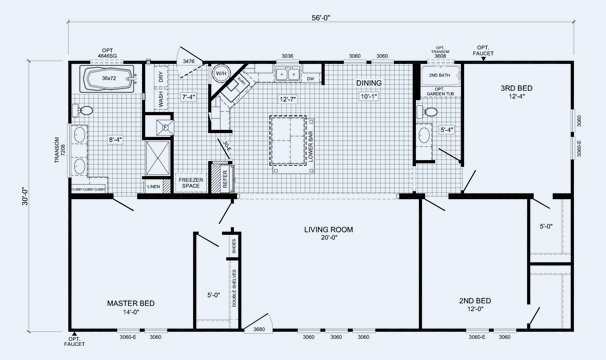 56'-0"
OPT.
4646SG
3476
3036
3060
3060
OPT.
TRANSOM
3608
OPT.
FAUCET
36x72
DRY
WASH
W/H
DW
DINING
10'-1"
2ND BATH
3RD BED
12'-4"
OPT.
GARDEN TUB
7'-4"
12'-7"
5'-4"
8'-4"
LOWER BAR
TRANSOM
7208
3060
3060-E
30'-0"
FREEZER
SPACE
REFER.
LINEN
CUBBY CUBBY CUBBY
LIVING ROOM
20'-0"
5'-0"
SHOES
DOUBLE SHELVES
5'-0"
MASTER BED
14'-0"
2ND BED
12'-0"
OPT.
FAUCET
3060-E
3060
3680
3060
3060
3060
3060-E
3060